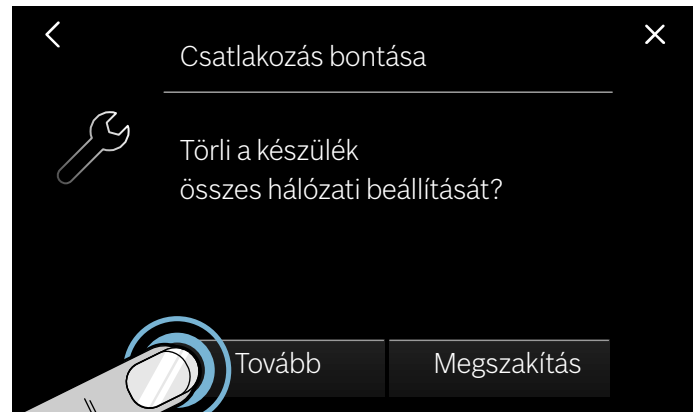 Csatlakozás bontása
Törli a készülék
összes hálózati beállítását?
Tovább
Megszakítás